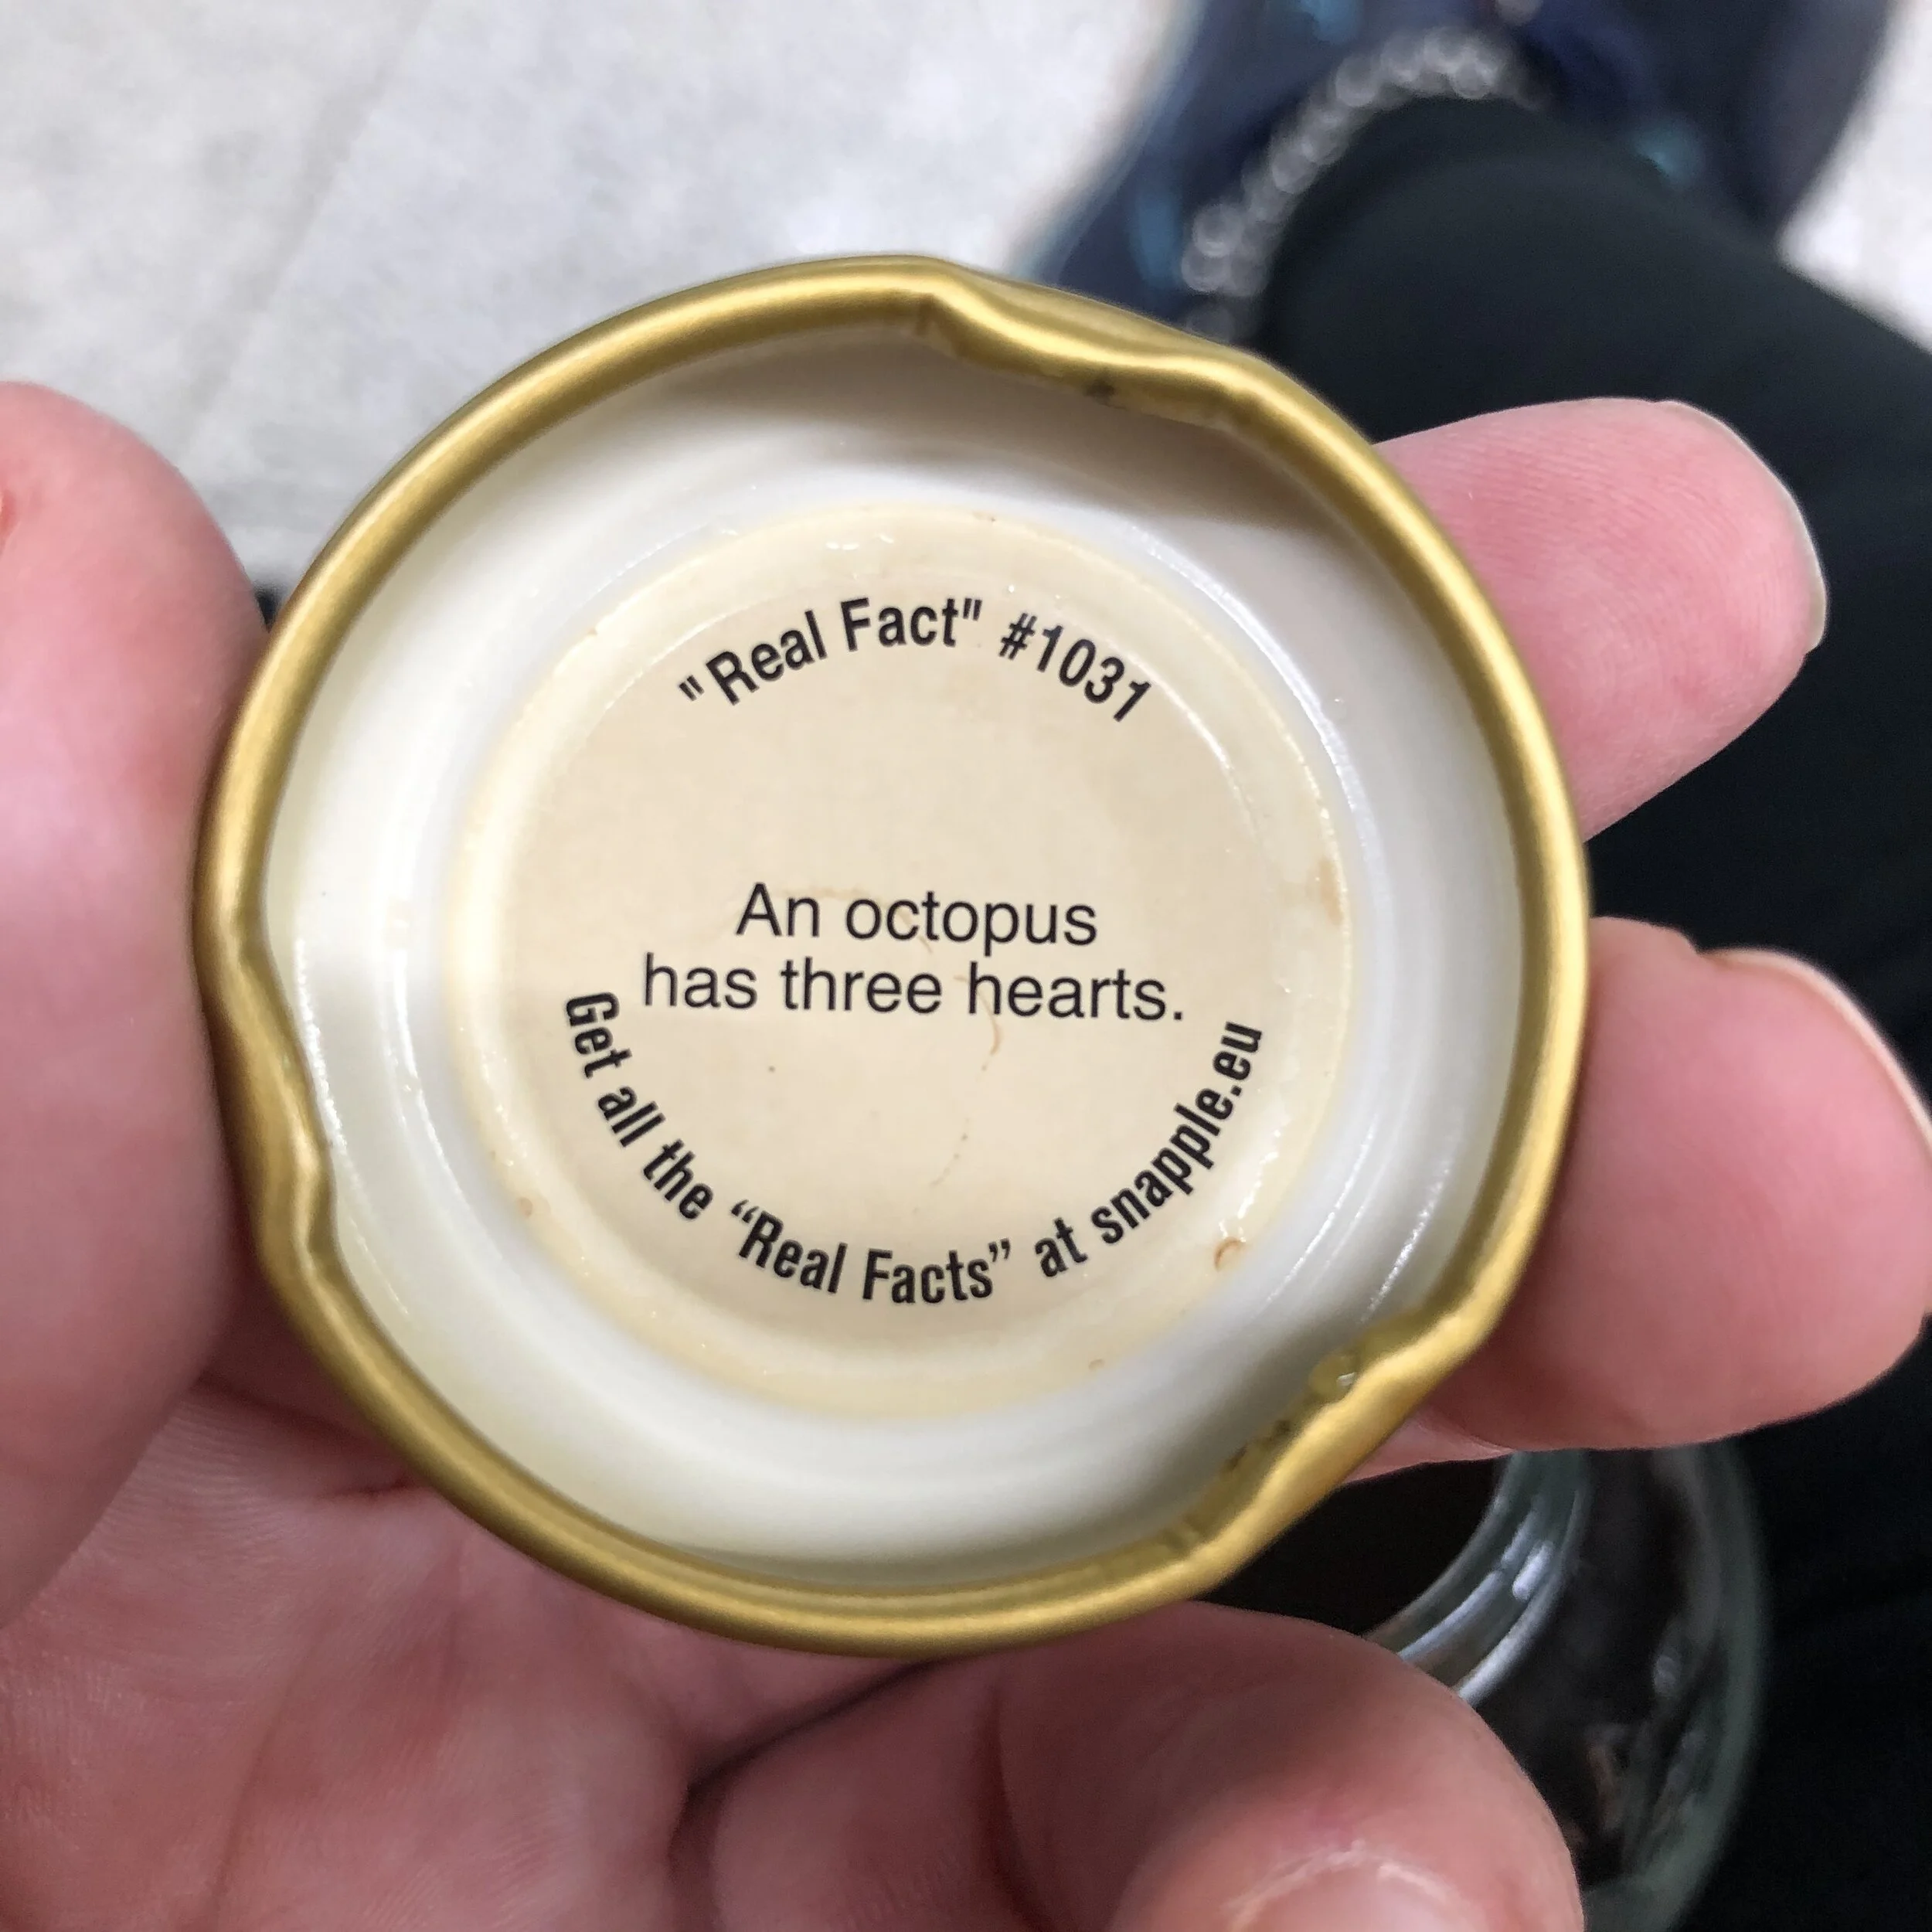 "Real Fact" #1031
An octopus
has three hearts.
Get all the “Real Facts” at snapple.eu